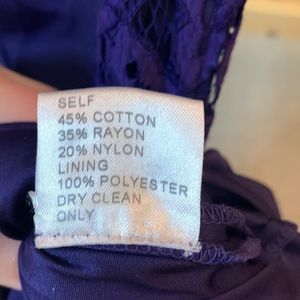 SELF
45% COTTON
35% RAYON
20% NYLON
LINING
100% POLYESTER
DRY CLEAN
ONLY